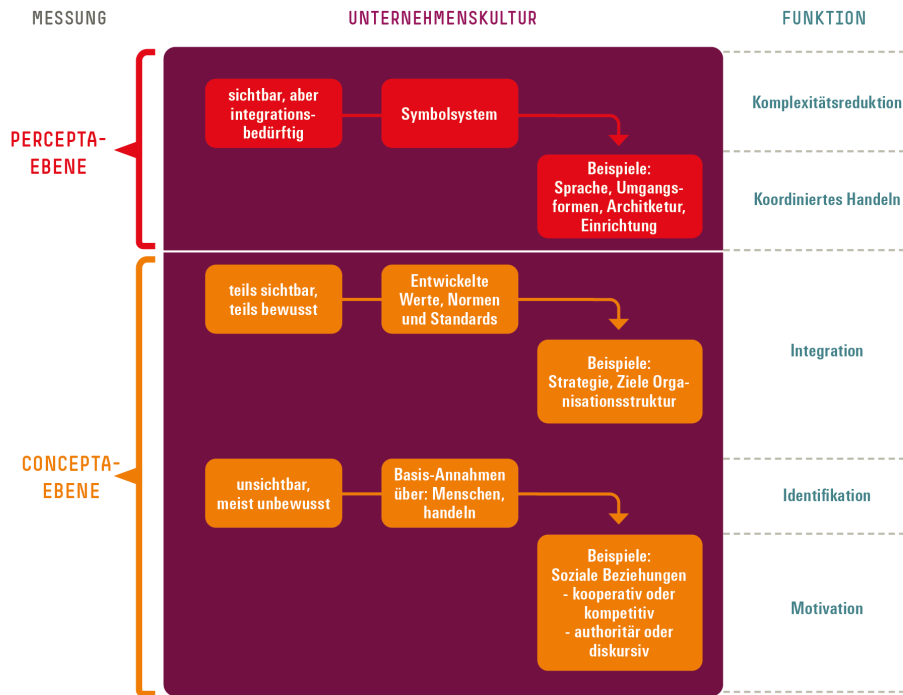 MESSUNG
UNTERNEHMENSKULTUR
FUNKTION
PERCEPTA-
EBENE
sichtbar, aber
integrations-
bedürftig
Symbolsystem
Beispiele:
Sprache, Umgangs-
formen, Architketur,
Einrichtung
Komplexitätsreduktion
Koordiniertes Handeln
CONCEPTA-
EBENE
teils sichtbar,
teils bewusst
Entwickelte
Werte, Normen
und Standards
Beispiele:
Strategie, Ziele Orga-
nisationsstruktur
Integration
unsichtbar,
meist unbewusst
Basis-Annahmen
über: Menschen,
handeln
Beispiele:
Soziale Beziehungen
- kooperativ oder
kompetitiv
- authoritär oder
diskursiv
Identifikation
Motivation